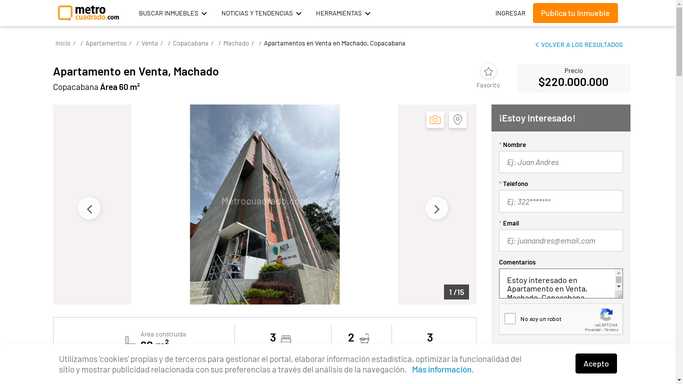 metro
cuadrado.com
BUSCAR INMUEBLES
NOTICIAS Y TENDENCIAS
HERRAMIENTAS
INGRESAR
Publica tu Inmueble
Inicio / Apartamentos / Venta / Copacabana / Machado / Apartamentos en Venta en Machado, Copacabana
VOLVER A LOS RESULTADOS
Apartamento en Venta, Machado
Copacabana Área 60 m²
Favorito
Precio
$220.000.000
Metrocuadrado.com
1 /15
¡Estoy Interesado!
* Nombre
Ej: Juan Andres
* Telefono
Ej: 322*******
* Email
Ej: juanandres@email.com
Comentarios
Estoy interesado en
Apartamento en Venta,
Machado, Copacabana
No soy un robot
reCAPTCHA
Privacidad - Términos
Área construida
3
2
3
Utilizamos 'cookies' propias y de terceros para gestionar el portal, elaborar información estadística, optimizar la funcionalidad del
sitio y mostrar publicidad relacionada con sus preferencias a través del análisis de la navegación. Más información.
Acepto